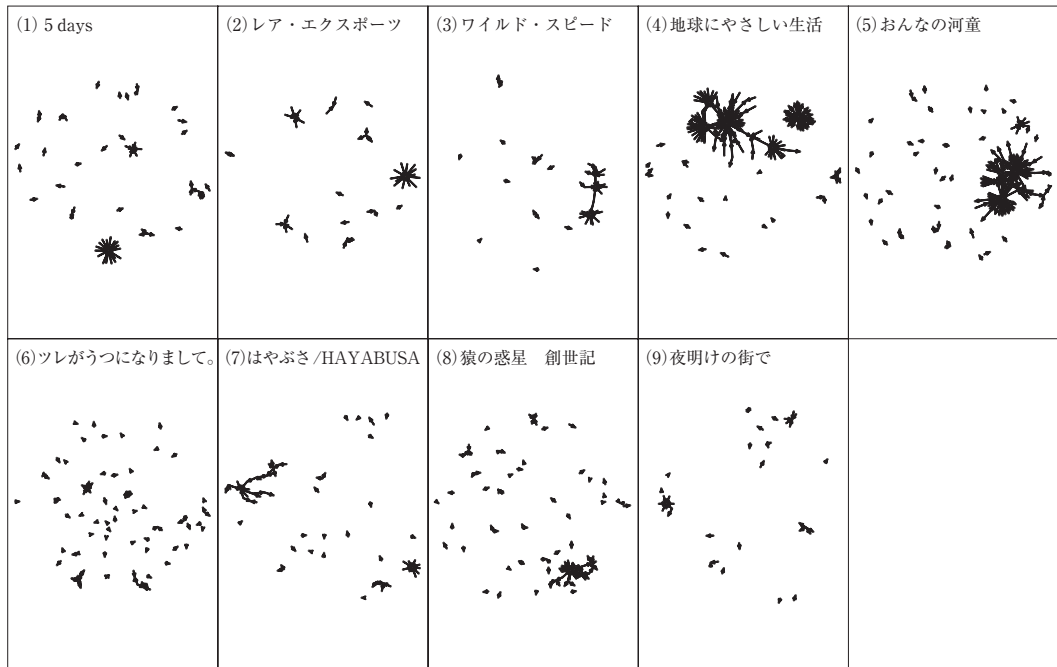 (1) 5 days
(2) レア・エクスポーツ
(3) ワイルド・スピード
(4) 地球にやさしい生活
(5) おんなの河童
(6) ツレがうつになりまして。
(7) はやぶさ/HAYABUSA
(8) 猿の惑星　創世記
(9) 夜明けの街で